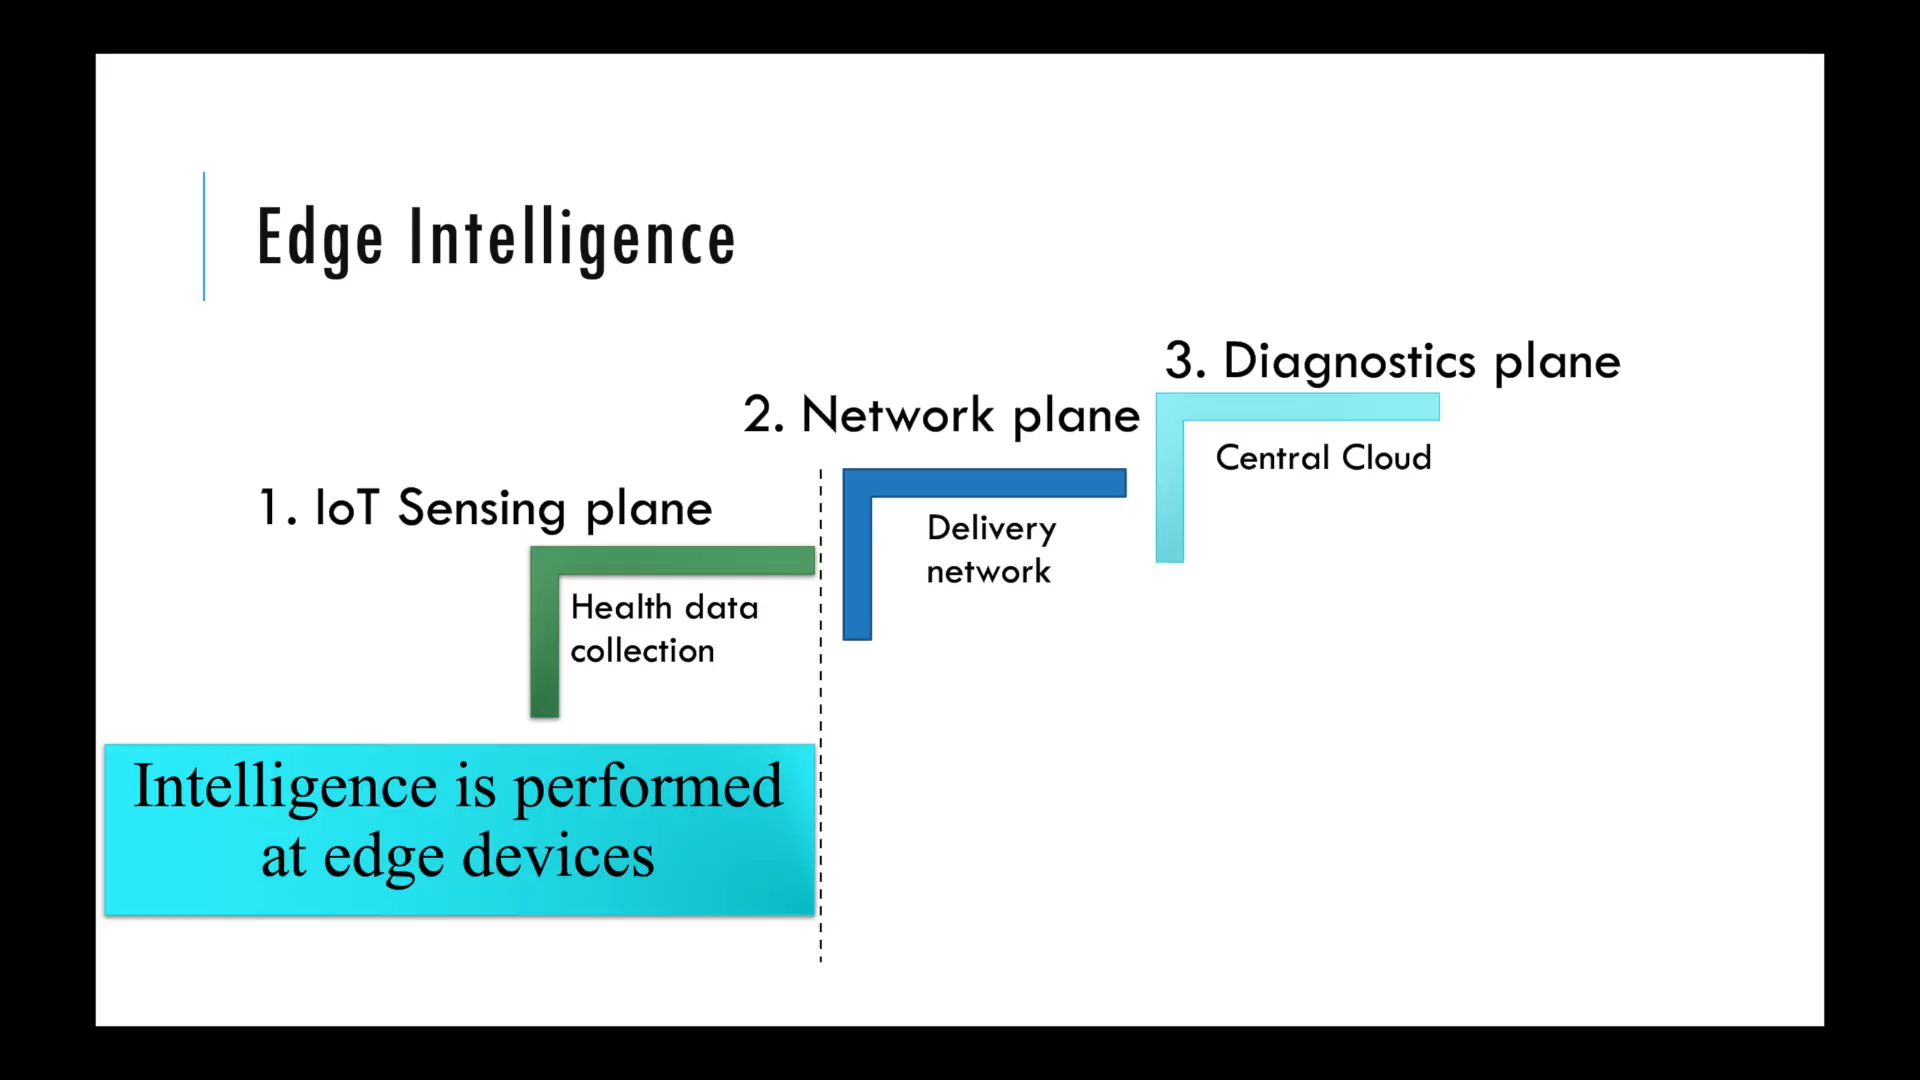 Edge Intelligence
1. IoT Sensing plane
Health data
collection
2. Network plane
Delivery
network
3. Diagnostics plane
Central Cloud
Intelligence is performed
at edge devices